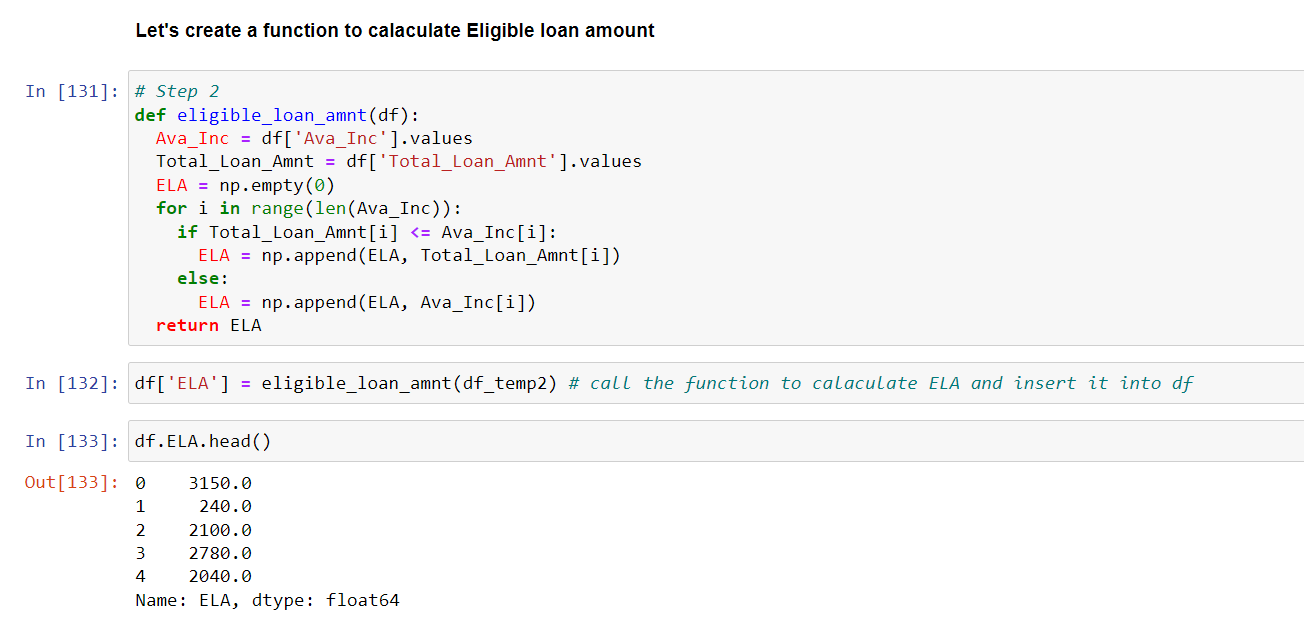 Let's create a function to calaculate Eligible loan amount
In [131]: # Step 2
def eligible_loan_amnt(df):
  Ava_Inc = df['Ava_Inc'].values
  Total_Loan_Amnt = df['Total_Loan_Amnt'].values
  ELA = np.empty(0)
  for i in range(len(Ava_Inc)):
    if Total_Loan_Amnt[i] <= Ava_Inc[i]:
      ELA = np.append(ELA, Total_Loan_Amnt[i])
    else:
      ELA = np.append(ELA, Ava_Inc[i])
  return ELA
In [132]: df['ELA'] = eligible_loan_amnt(df_temp2) # call the function to calaculate ELA and insert it into df
In [133]: df.ELA.head()
Out[133]: 0    3150.0
1     240.0
2    2100.0
3    2780.0
4    2040.0
Name: ELA, dtype: float64